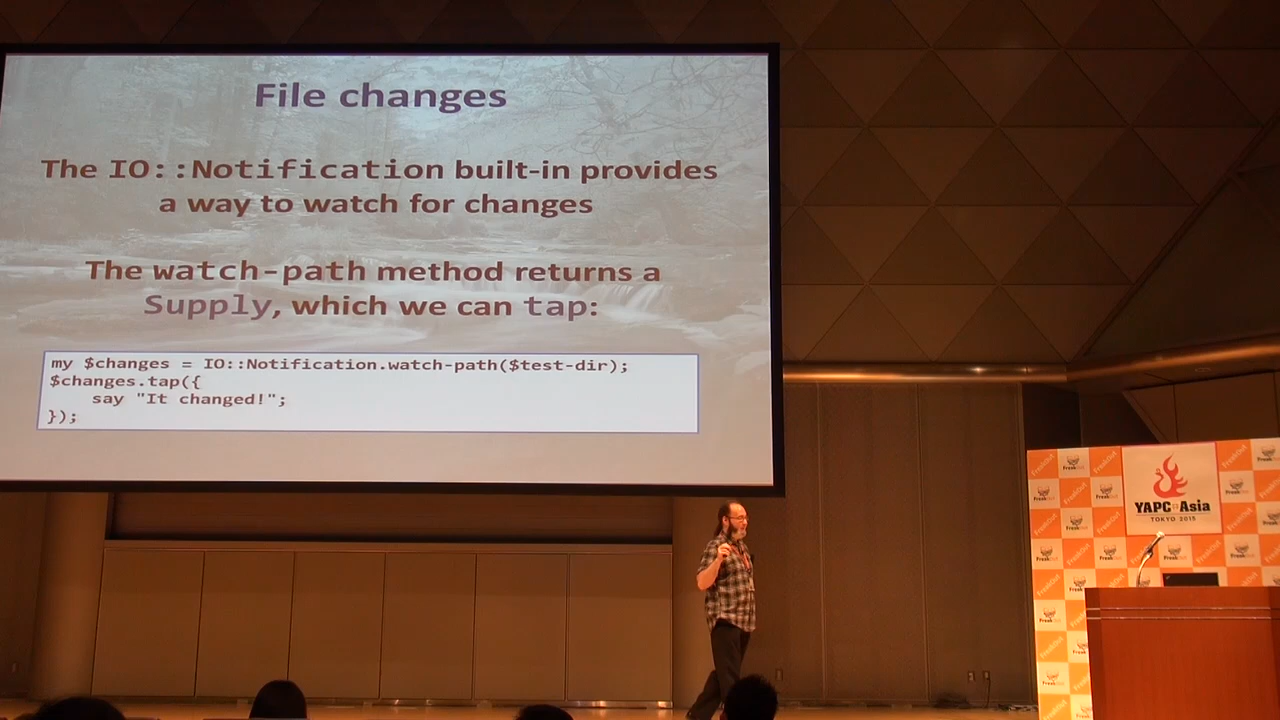 File changes
The IO::Notification built-in provides
a way to watch for changes
The watch-path method returns a
Supply, which we can tap:
my $changes = IO::Notification.watch-path($test-dir);
$changes.tap({
    say "It changed!";
});
YAPC::Asia
TOKYO 2015
FreakOut